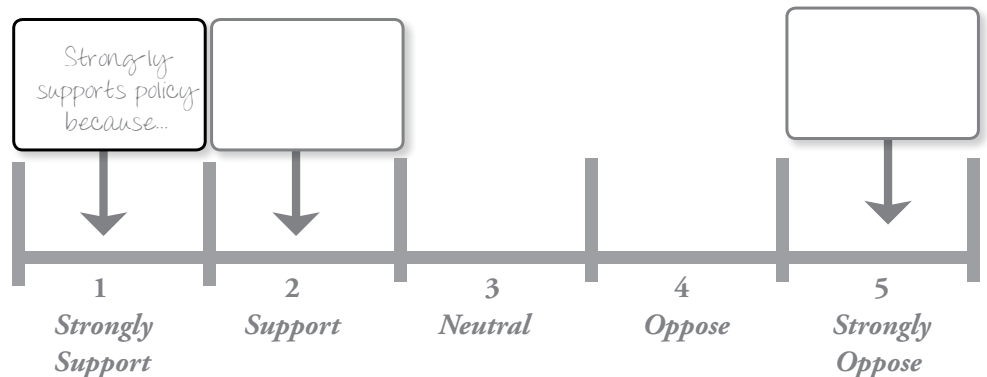 Strongly
supports policy
because...
1 2 3 4 5
Strongly Support Neutral Oppose Strongly
Support Oppose